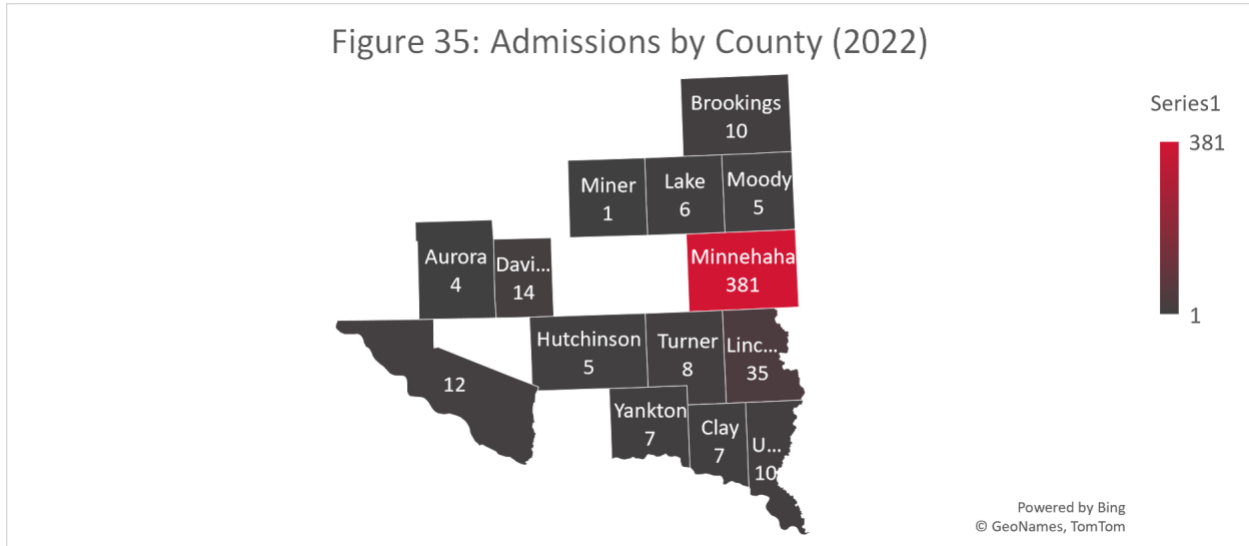 Figure 35: Admissions by County (2022)
Brookings
10
Series1
381
1
Miner
1
Lake
6
Moody
5
Aurora
4
Davi...
14
Minnehaha
381
Hutchinson
5
Turner
8
Linc...
35
12
Yankton
7
Clay
7
U...
10
Powered by Bing
© GeoNames, TomTom